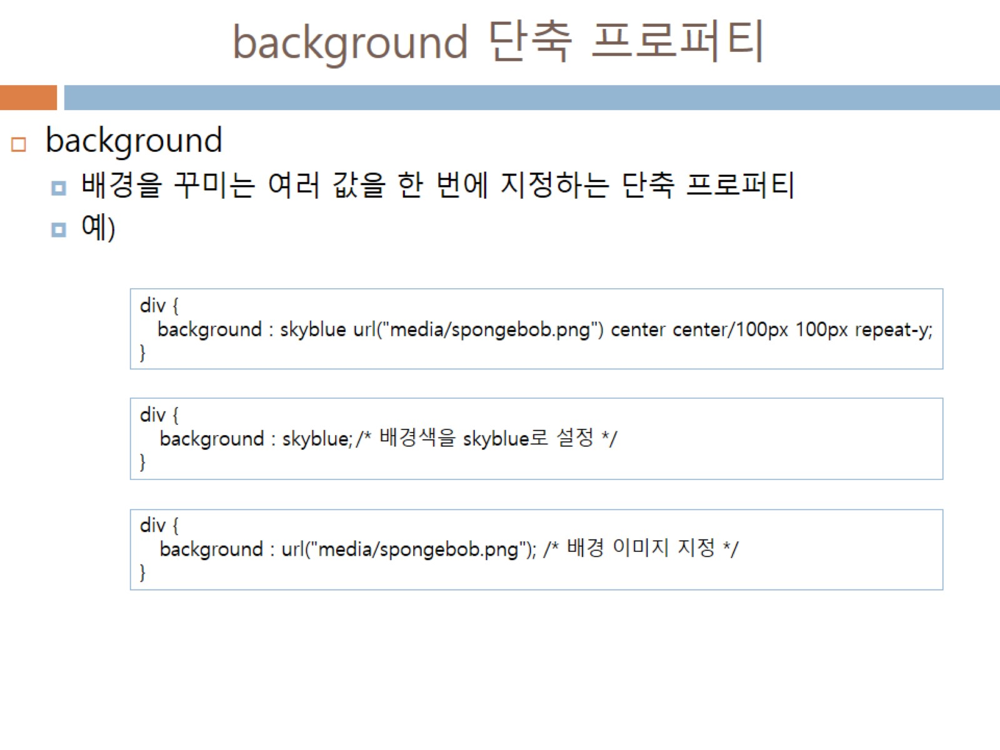 background 단축 프로퍼티
background
배경을 꾸미는 여러 값을 한 번에 지정하는 단축 프로퍼티
예)
div {
background : skyblue url("media/spongebob.png") center center/100px 100px repeat-y;
}
div {
background : skyblue; /* 배경색을 skyblue로 설정 */
}
div {
background : url("media/spongebob.png"); /* 배경 이미지 지정 */
}